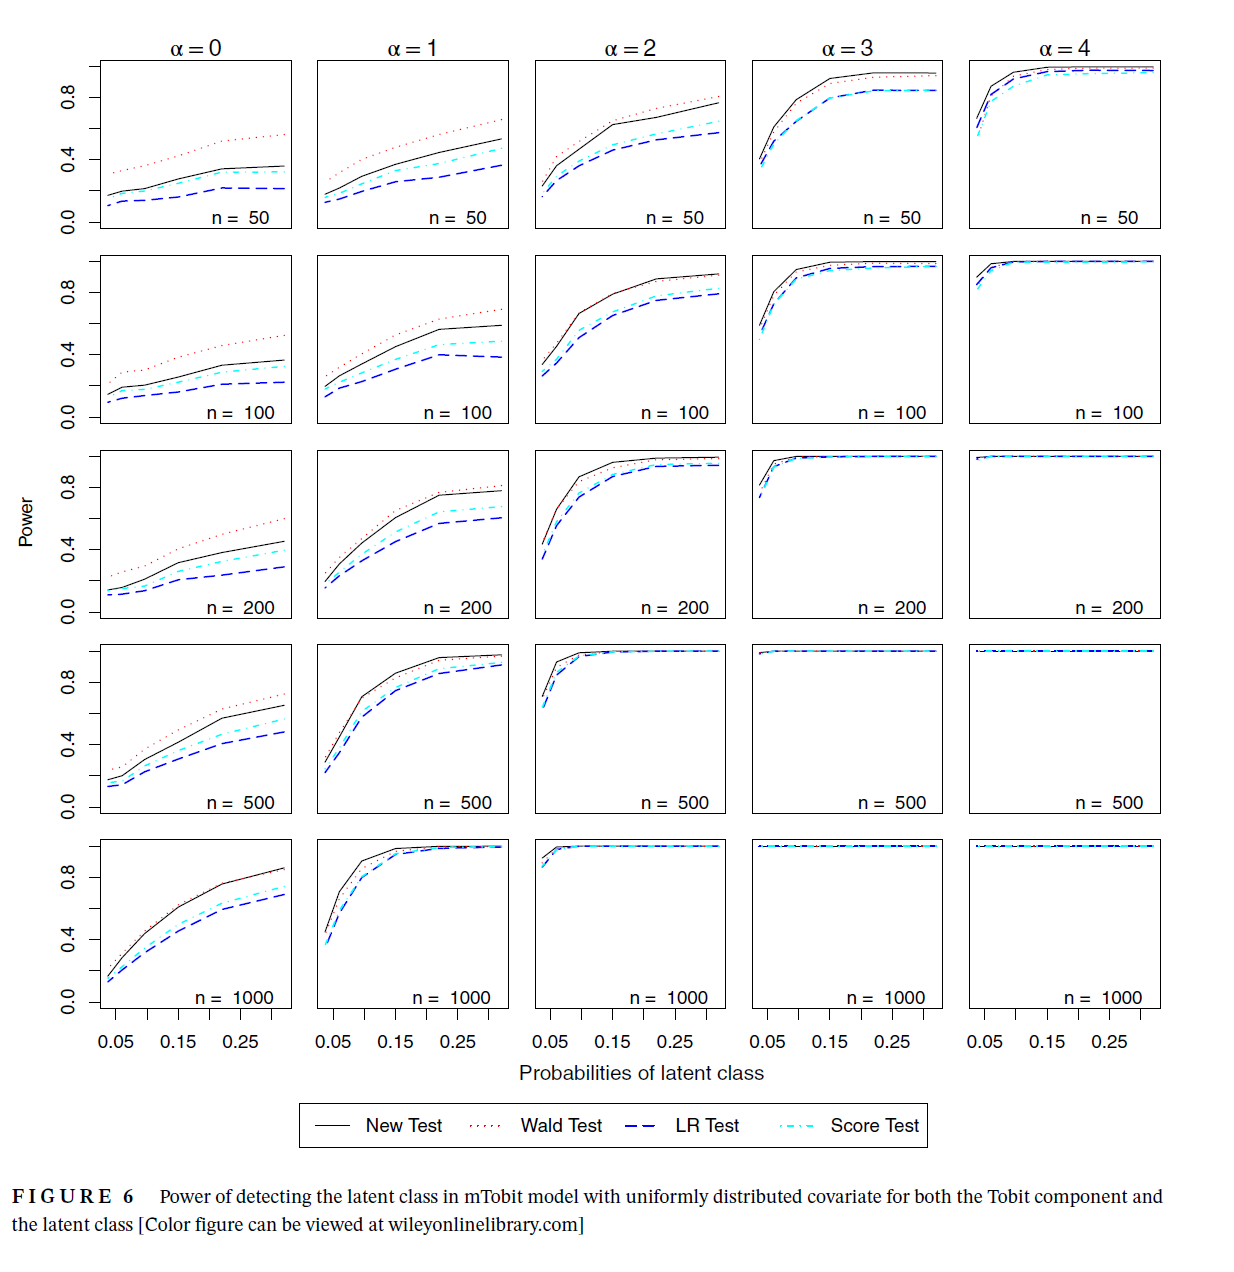 α = 0 α = 1 α = 2 α = 3 α = 4
0.8
0.4
0.0
n = 50 n = 50 n = 50 n = 50 n = 50
0.8
0.4
0.0
n = 100 n = 100 n = 100 n = 100 n = 100
Power
0.8
0.4
0.0
n = 200 n = 200 n = 200 n = 200 n = 200
0.8
0.4
0.0
n = 500 n = 500 n = 500 n = 500 n = 500
0.8
0.4
0.0
n = 1000 n = 1000 n = 1000 n = 1000 n = 1000
0.05 0.15 0.25 0.05 0.15 0.25 0.05 0.15 0.25 0.05 0.15 0.25 0.05 0.15 0.25
Probabilities of latent class
New Test Wald Test LR Test Score Test
FIGURE 6 Power of detecting the latent class in mTobit model with uniformly distributed covariate for both the Tobit component and
the latent class [Color figure can be viewed at wileyonlinelibrary.com]